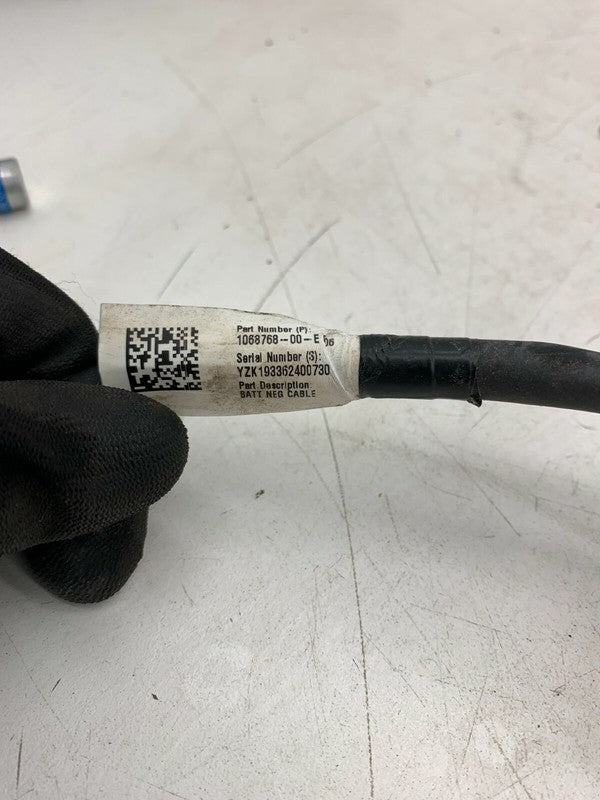 Part Number (P):
1068768-00-E
Serial Number (S):
YZK193362400730
Part Description:
BATT NEG CABLE